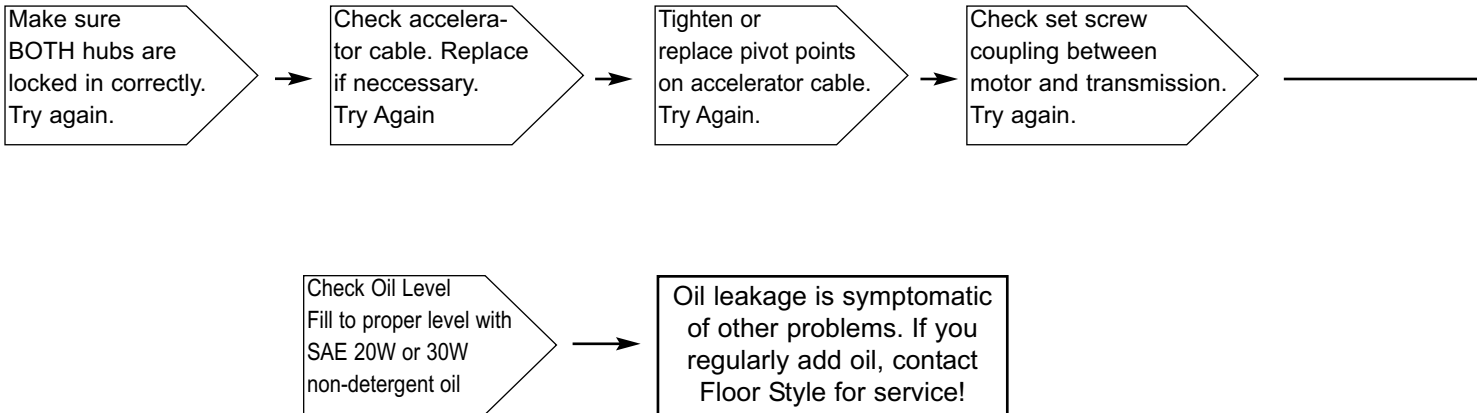 Make sure
BOTH hubs are
locked in correctly.
Try again.
Check accelera-
tor cable. Replace
if neccessary.
Try Again
Tighten or
replace pivot points
on accelerator cable.
Try Again.
Check set screw
coupling between
motor and transmission.
Try again.
Check Oil Level
Fill to proper level with
SAE 20W or 30W
non-detergent oil
Oil leakage is symptomatic
of other problems. If you
regularly add oil, contact
Floor Style for service!